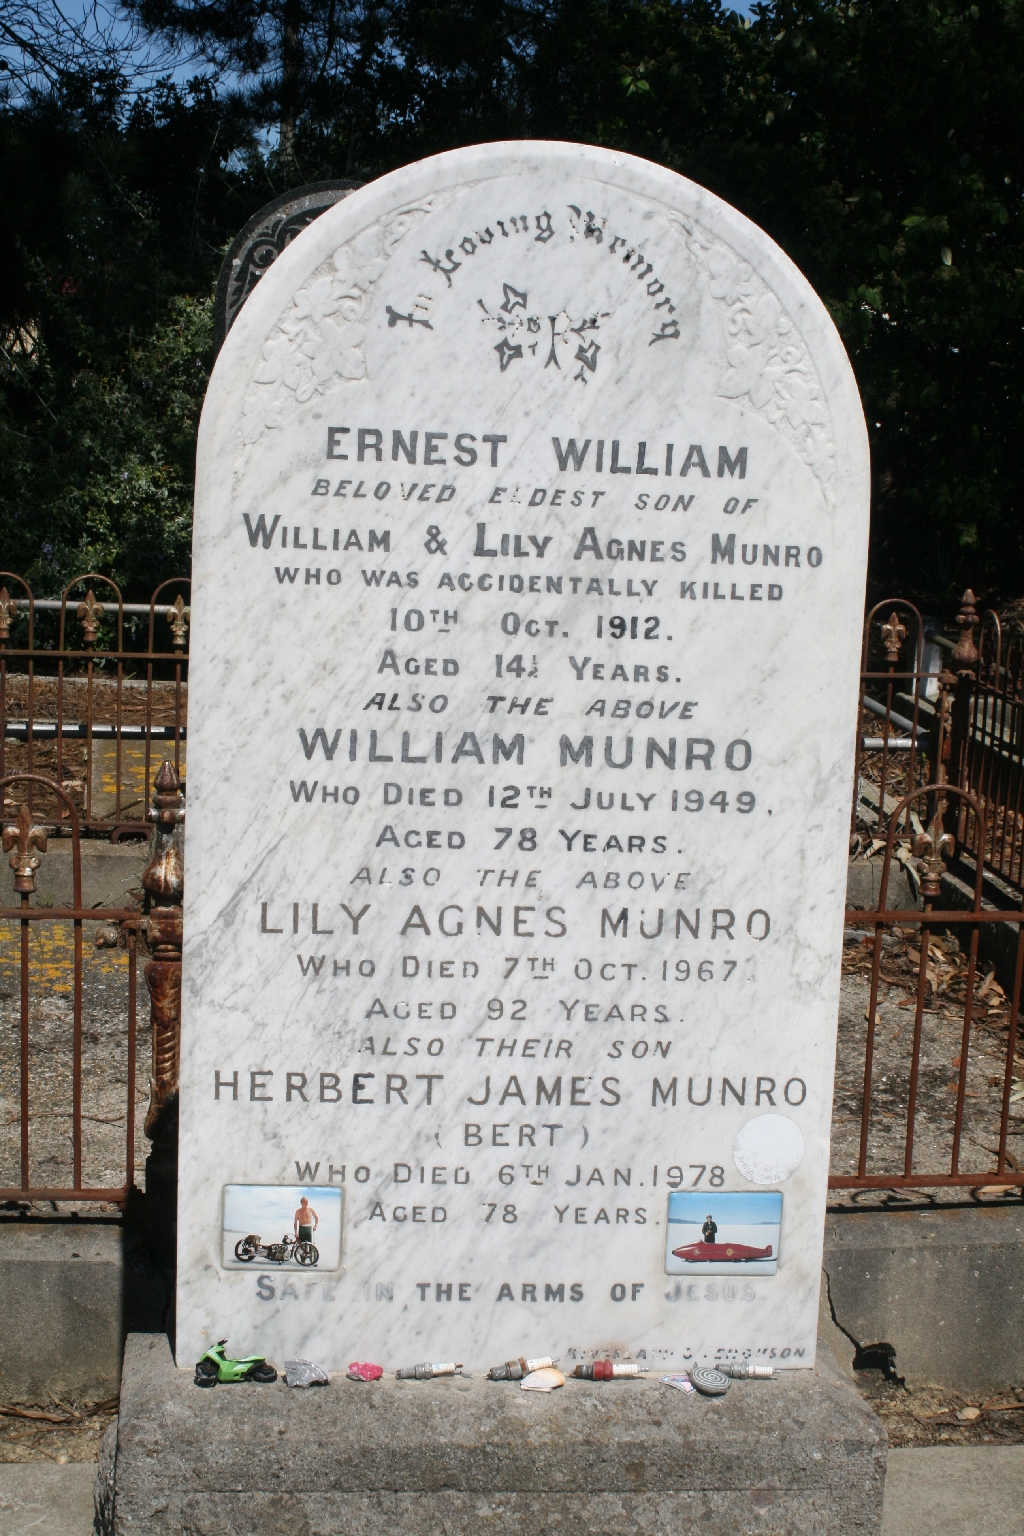 In Loving Memory
ERNEST WILLIAM
BELOVED ELDEST SON OF
WILLIAM & LILY AGNES MUNRO
WHO WAS ACCIDENTALLY KILLED
10TH OCT. 1912.
AGED 14½ YEARS.
ALSO THE ABOVE
WILLIAM MUNRO
WHO DIED 12TH JULY 1949,
AGED 78 YEARS.
ALSO THE ABOVE
LILY AGNES MUNRO
WHO DIED 7TH OCT. 1967.
AGED 92 YEARS.
ALSO THEIR SON
HERBERT JAMES MUNRO
(BERT)
WHO DIED 6TH JAN. 1978
AGED 78 YEARS.
SAFE IN THE ARMS OF JESUS.